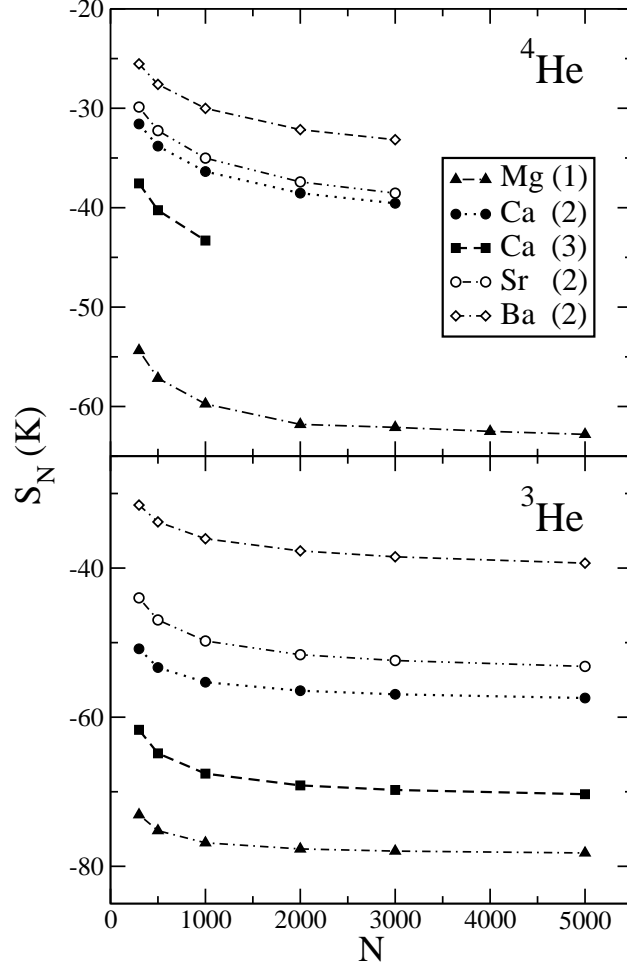 -20
⁴He
-30
Mg (1)
Ca (2)
-40
Ca (3)
Sr (2)
Ba (2)
-50
-60
S_N (K)
³He
-40
-60
-80
0 1000 2000 3000 4000 5000
N